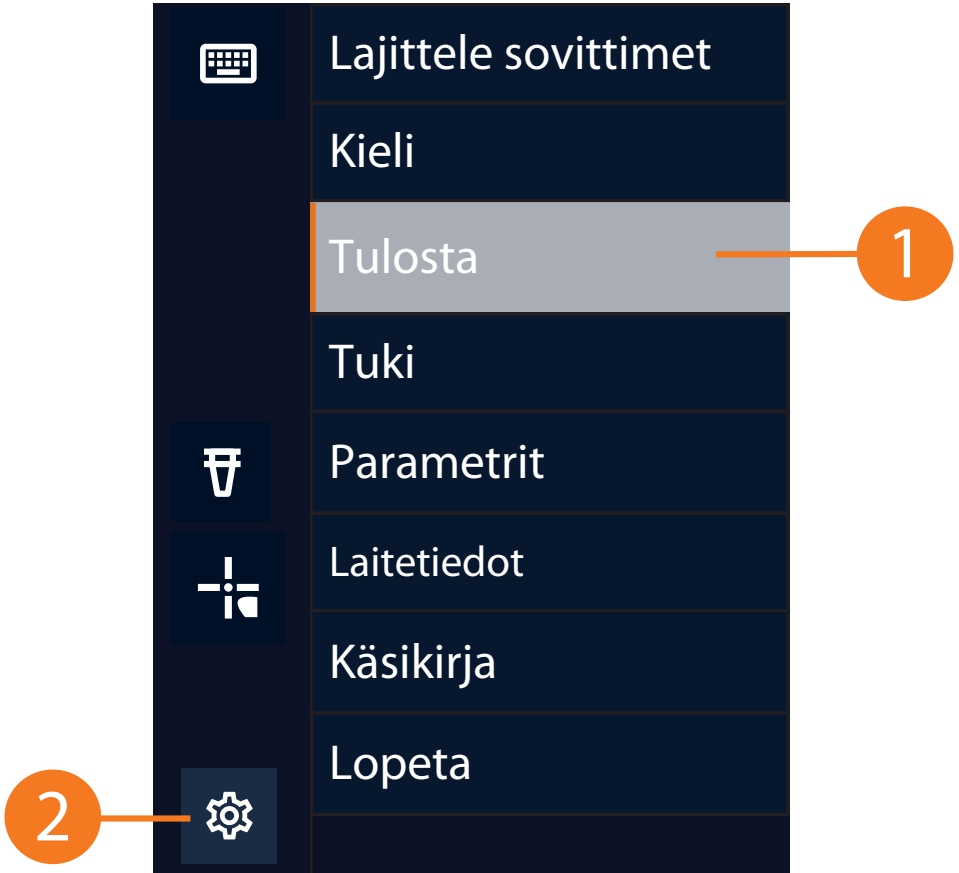 Lajittele sovittimet
Kieli
Tulosta
1
Tuki
Parametrit
Laitetiedot
Käsikirja
Lopeta
2